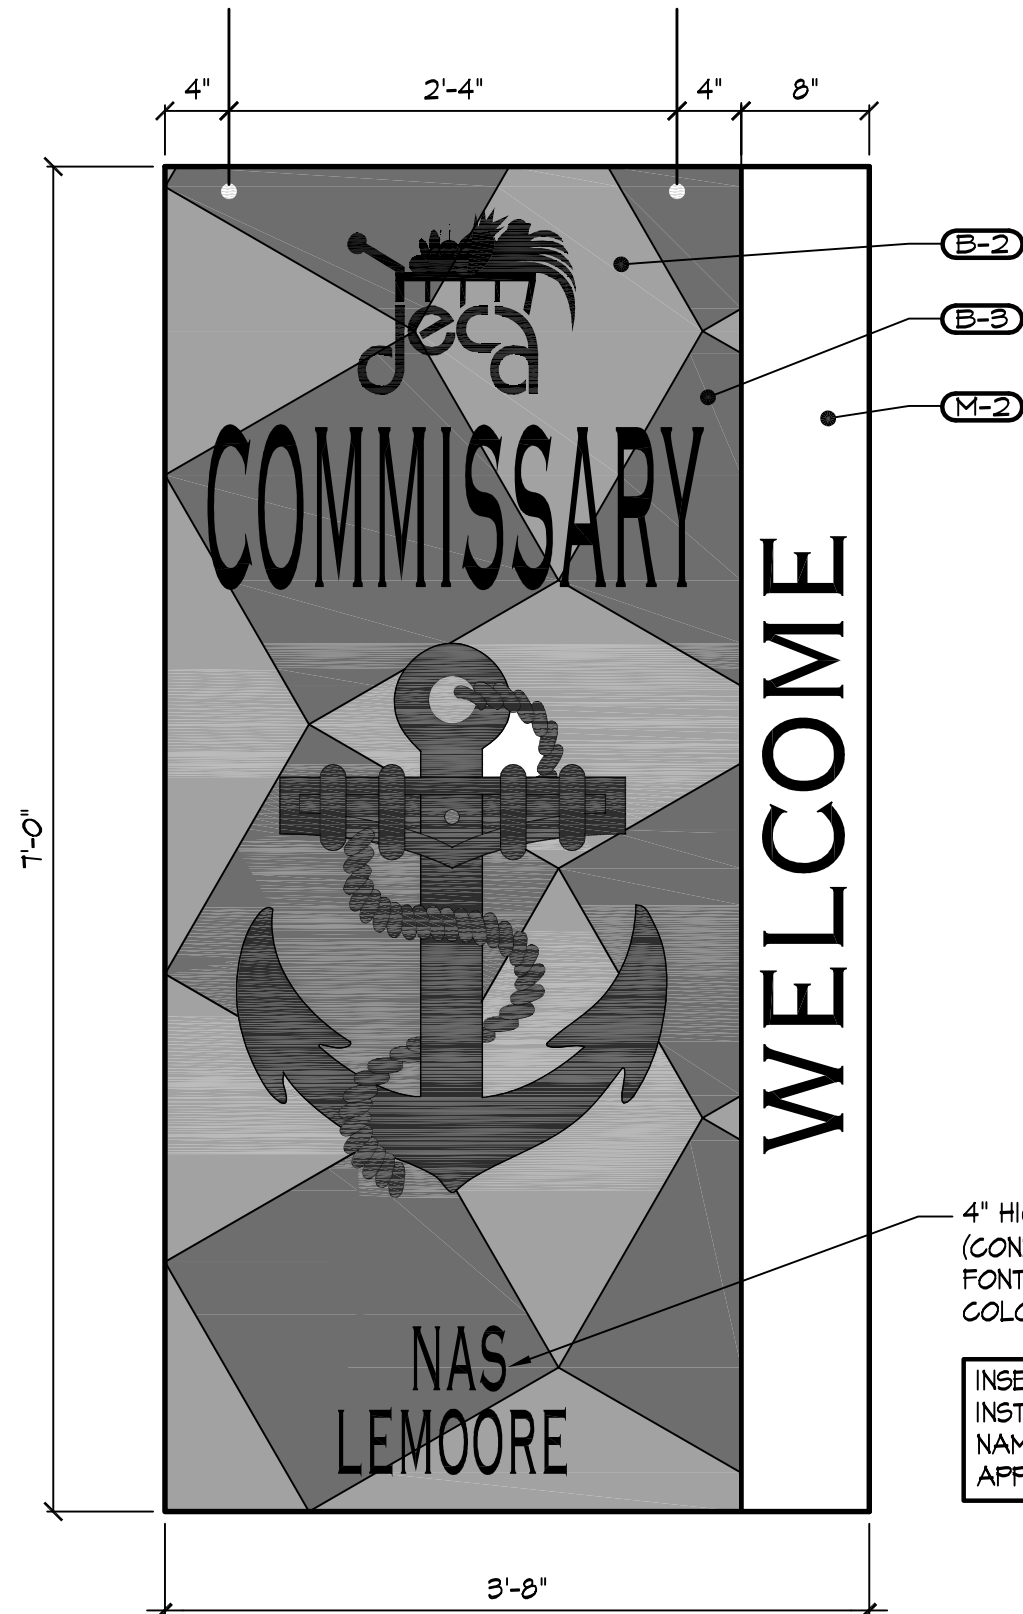 4" 2'-4" 4" 8"
B-2
B-3
M-2
deca
COMMISSARY
WELCOME
7'-0"
4"
(CON
FONT
COLO
NAS
LEMOORE
INSE
INST
NAM
APP
3'-8"